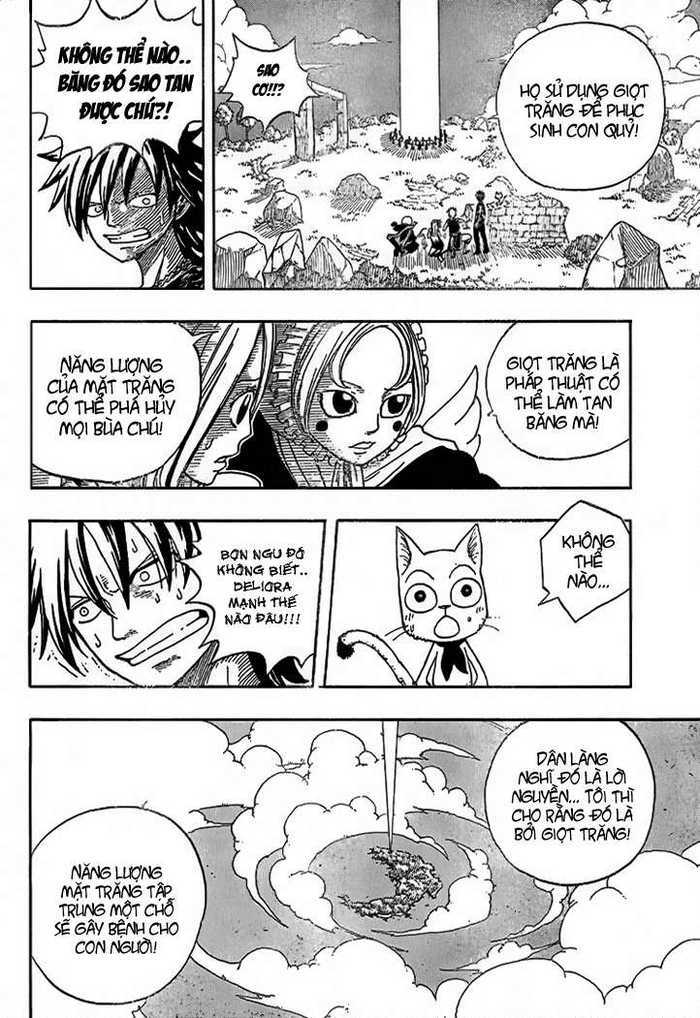 KHÔNG THỂ NÀO..
BĂNG ĐÓ SAO TAN
ĐƯỢC CHÚ?!
SAO
CƠ!!!?
HỌ SỬ DỤNG GIỌT
TRĂNG ĐỂ PHỤC
SINH CON QUỶ!
NĂNG LƯỢNG
CỦA MẶT TRĂNG
CÓ THỂ PHÁ HỦY
MỌI BÙA CHÚ!
GIỌT TRĂNG LÀ
PHÁP THUẬT CÓ
THỂ LÀM TAN
BĂNG MÀ!
BỌN NGU ĐÓ
KHÔNG BIẾT..
DELIORA
MẠNH THẾ
NÀO ĐÂU!!!
KHÔNG
THỂ
NÀO...
DÂN LÀNG
NGHĨ ĐÓ LÀ LỜI
NGUYỀN... TÔI THÌ
CHO RẰNG ĐÓ LÀ
BỞI GIỌT TRĂNG!
NĂNG LƯỢNG
MẶT TRĂNG TẬP
TRUNG MỘT CHỖ
SẼ GÂY BỆNH CHO
CON NGƯỜI!